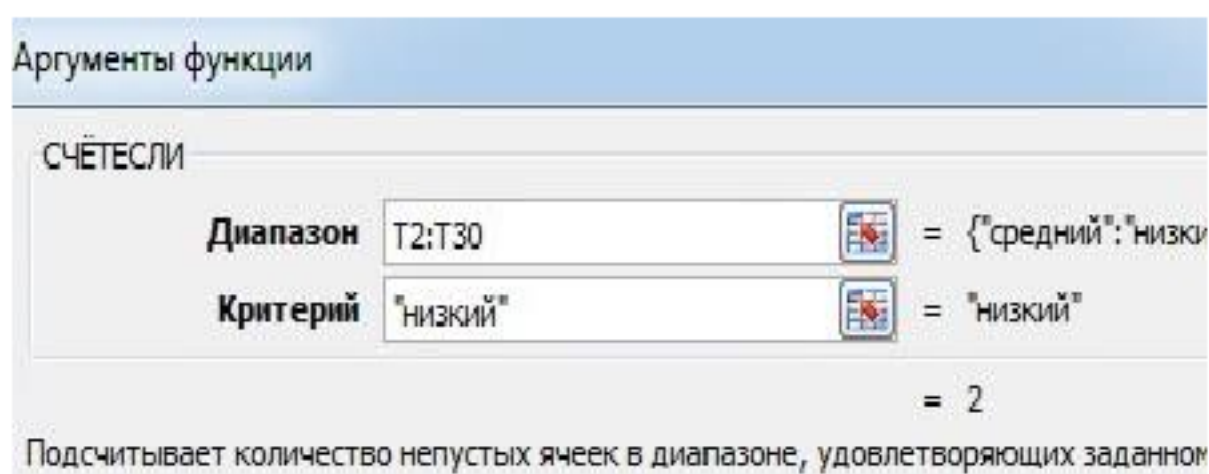 Аргументы функции
СЧЁТЕСЛИ
Диапазон T2:T30 = {"средний":"низки
Критерий "низкий" = "низкий"
= 2
Подсчитывает количество непустых ячеек в диапазоне, удовлетворяющих заданном